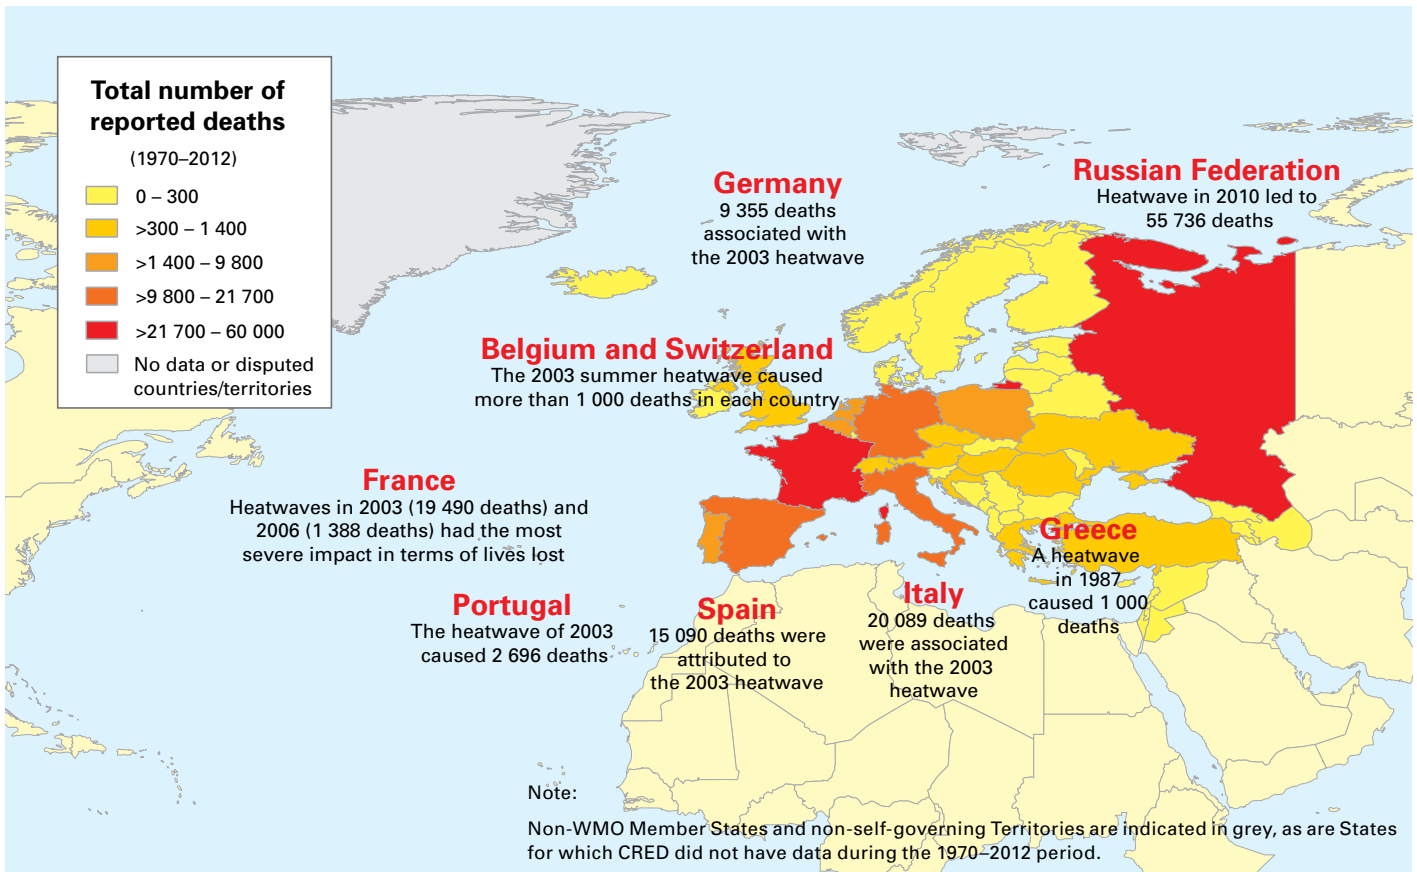 Total number of
reported deaths
(1970–2012)
0 – 300
>300 – 1 400
>1 400 – 9 800
>9 800 – 21 700
>21 700 – 60 000
No data or disputed
countries/territories
Germany
9 355 deaths
associated with
the 2003 heatwave
Russian Federation
Heatwave in 2010 led to
55 736 deaths
Belgium and Switzerland
The 2003 summer heatwave caused
more than 1 000 deaths in each country
France
Heatwaves in 2003 (19 490 deaths) and
2006 (1 388 deaths) had the most
severe impact in terms of lives lost
Greece
A heatwave
in 1987
caused 1 000
deaths
Portugal
The heatwave of 2003
caused 2 696 deaths
Spain
15 090 deaths were
attributed to
the 2003 heatwave
Italy
20 089 deaths
were associated
with the 2003
heatwave
Note:
Non-WMO Member States and non-self-governing Territories are indicated in grey, as are States
for which CRED did not have data during the 1970–2012 period.